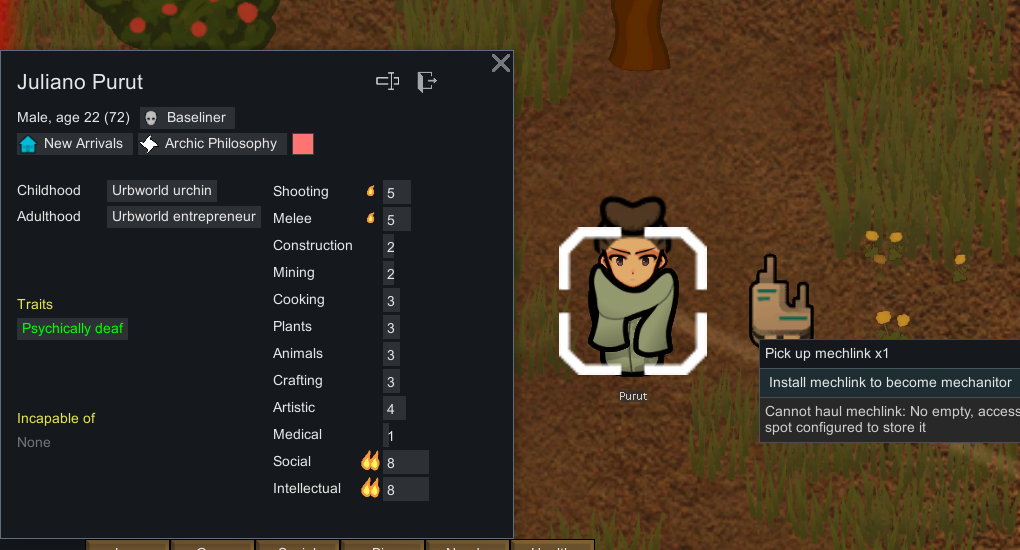 Juliano Purut
Male, age 22 (72) Baseliner
New Arrivals Archic Philosophy
Childhood Urbworld urchin
Adulthood Urbworld entrepreneur
Traits
Psychically deaf
Incapable of
None
Shooting 5
Melee 5
Construction 2
Mining 2
Cooking 3
Plants 3
Animals 3
Crafting 3
Artistic 4
Medical 1
Social 8
Intellectual 8
Purut
Pick up mechlink x1
Install mechlink to become mechanitor
Cannot haul mechlink: No empty,
spot configured to store it